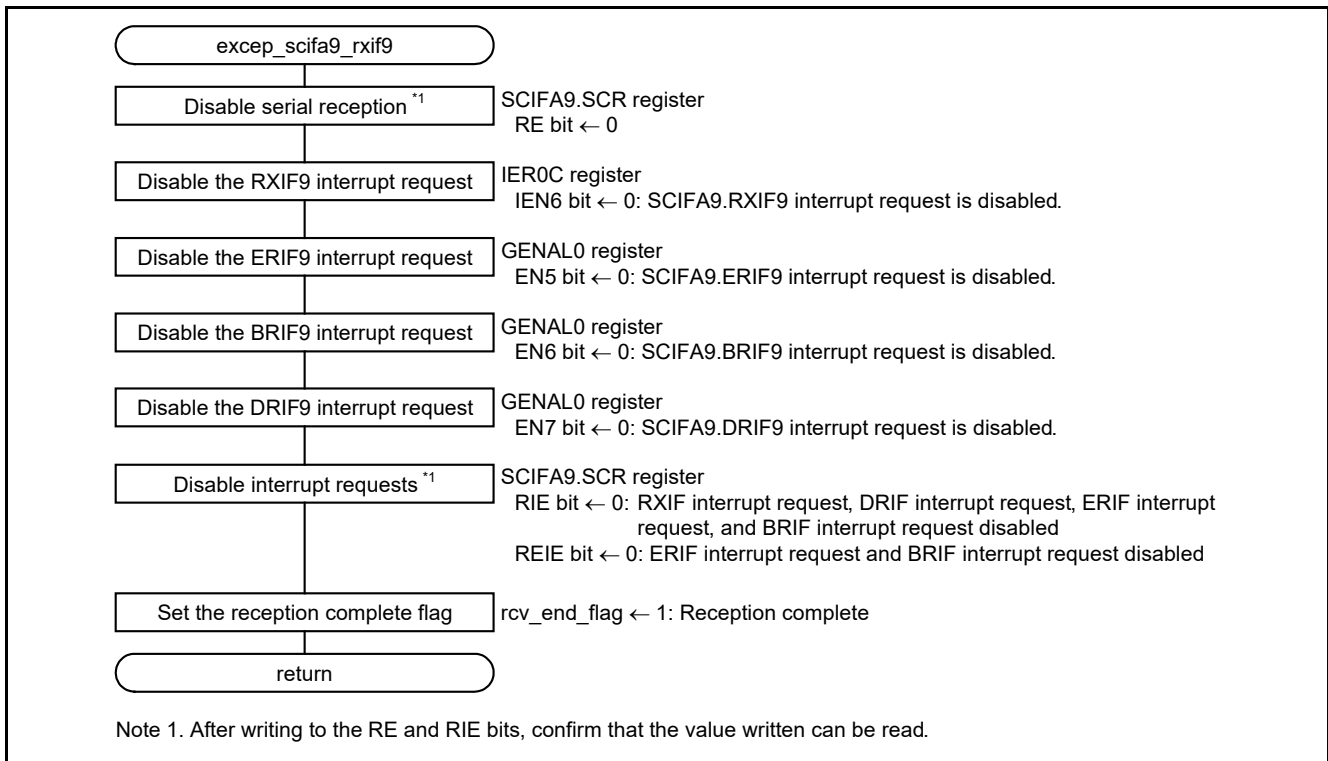 excep_scifa9_rxif9
Disable serial reception *1
SCIFA9.SCR register
RE bit ← 0
Disable the RXIF9 interrupt request
IER0C register
IEN6 bit ← 0: SCIFA9.RXIF9 interrupt request is disabled.
Disable the ERIF9 interrupt request
GENAL0 register
EN5 bit ← 0: SCIFA9.ERIF9 interrupt request is disabled.
Disable the BRIF9 interrupt request
GENAL0 register
EN6 bit ← 0: SCIFA9.BRIF9 interrupt request is disabled.
Disable the DRIF9 interrupt request
GENAL0 register
EN7 bit ← 0: SCIFA9.DRIF9 interrupt request is disabled.
Disable interrupt requests *1
SCIFA9.SCR register
RIE bit ← 0: RXIF interrupt request, DRIF interrupt request, ERIF interrupt
request, and BRIF interrupt request disabled
REIE bit ← 0: ERIF interrupt request and BRIF interrupt request disabled
Set the reception complete flag
rcv_end_flag ← 1: Reception complete
return
Note 1. After writing to the RE and RIE bits, confirm that the value written can be read.